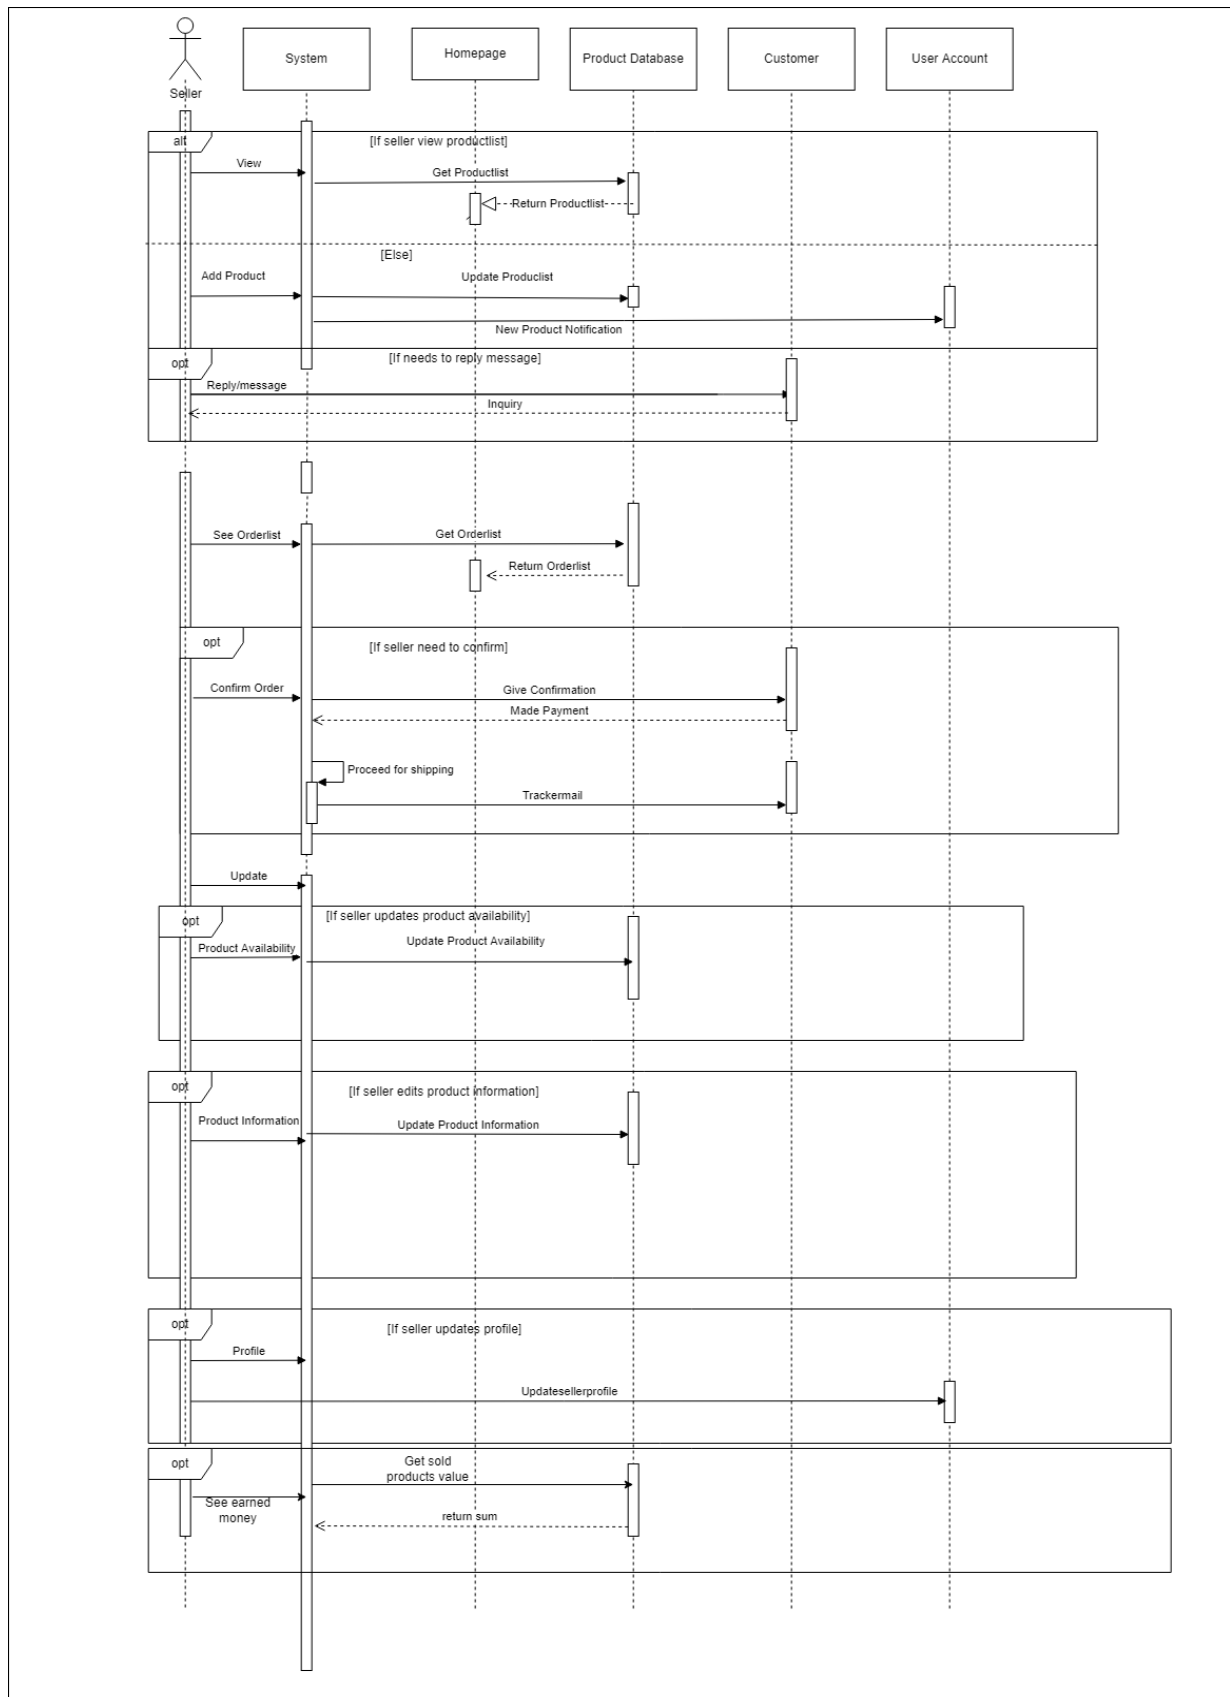 Seller
System
Homepage
Product Database
Customer
User Account
alt
[If seller view productlist]
View
Get Productlist
Return Productlist
[Else]
Add Product
Update Produclist
New Product Notification
opt
[If needs to reply message]
Reply/message
Inquiry
See Orderlist
Get Orderlist
Return Orderlist
opt
[If seller need to confirm]
Confirm Order
Give Confirmation
Made Payment
Proceed for shipping
Trackermail
Update
opt
[If seller updates product availability]
Product Availability
Update Product Availability
opt
[If seller edits product information]
Product Information
Update Product Information
opt
[If seller updates profile]
Profile
Updatesellerprofile
opt
Get sold
products value
See earned
money
return sum